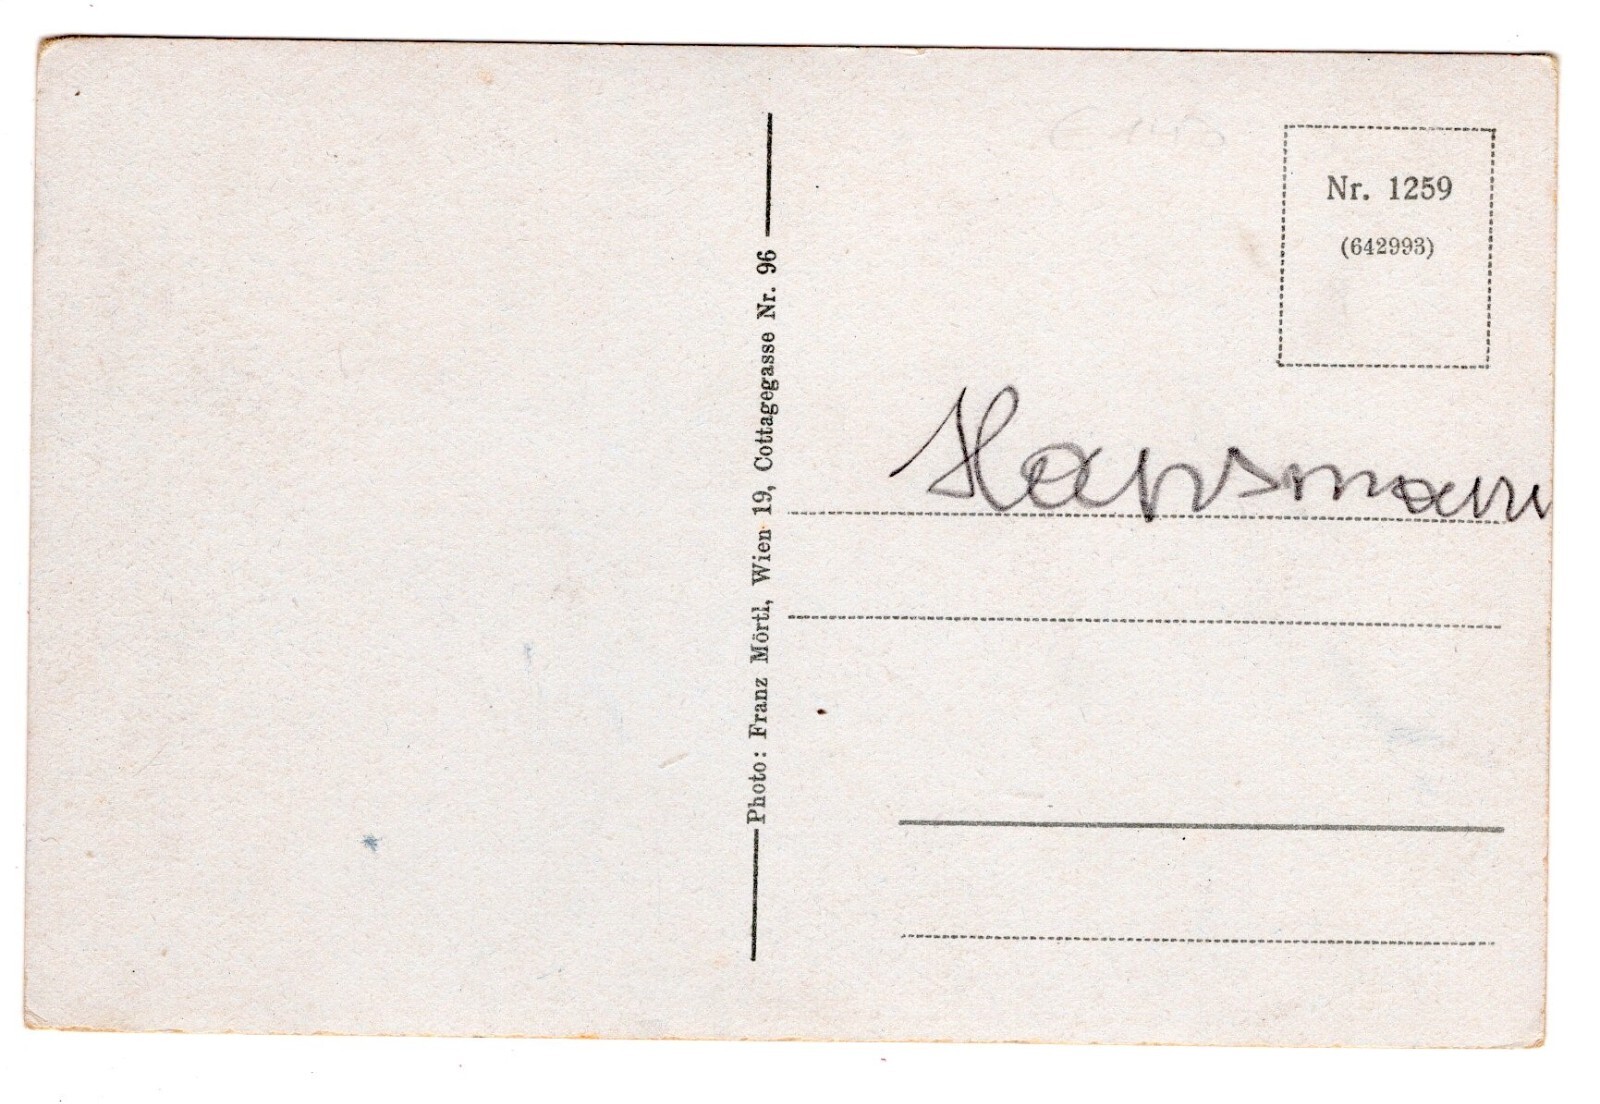 Photo: Franz Mörtl, Wien 19, Cottagegasse Nr. 96
Nr. 1259
(642993)
Hausmann